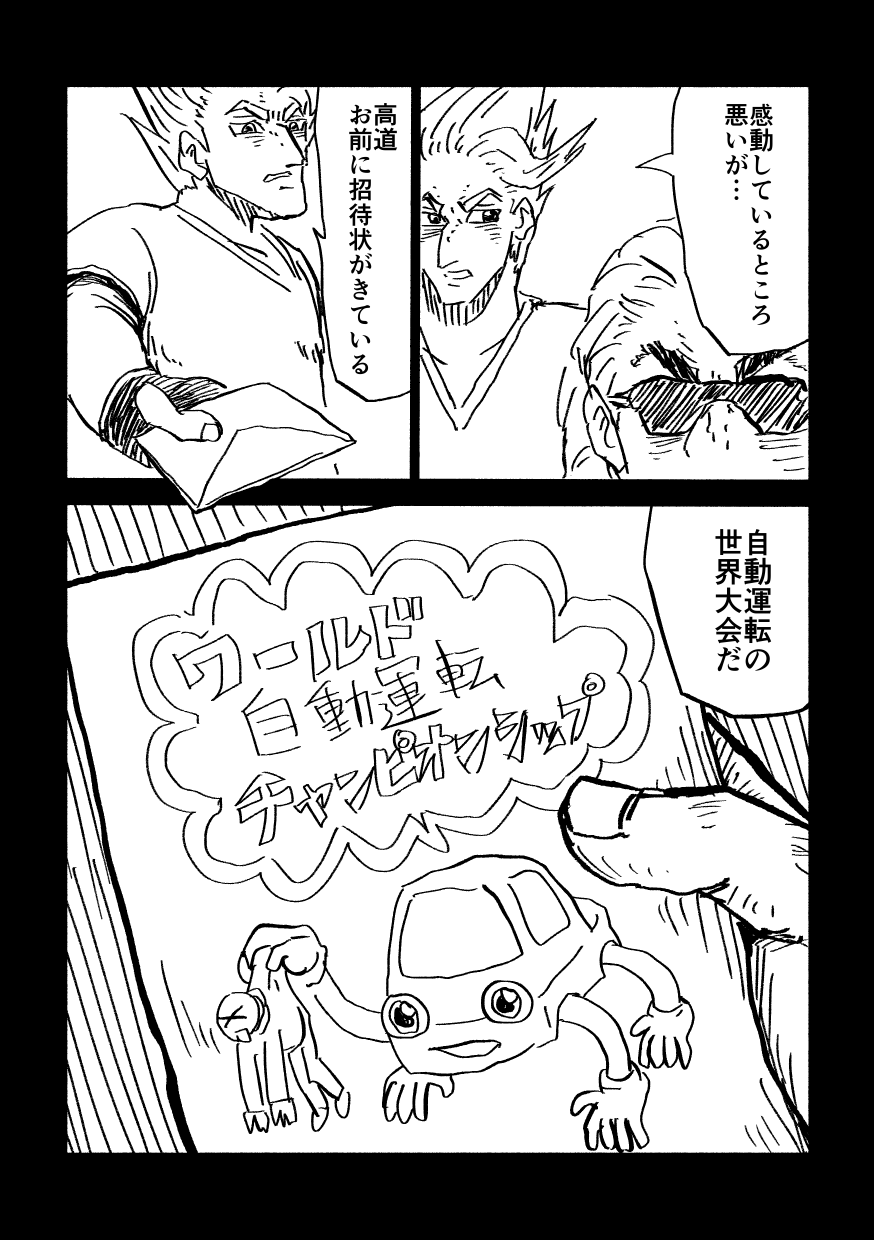 感動しているところ
悪いが…
高道
お前に招待状がきている
自動運転の
世界大会だ
ワールド
自動運転
チャンピオンシップ